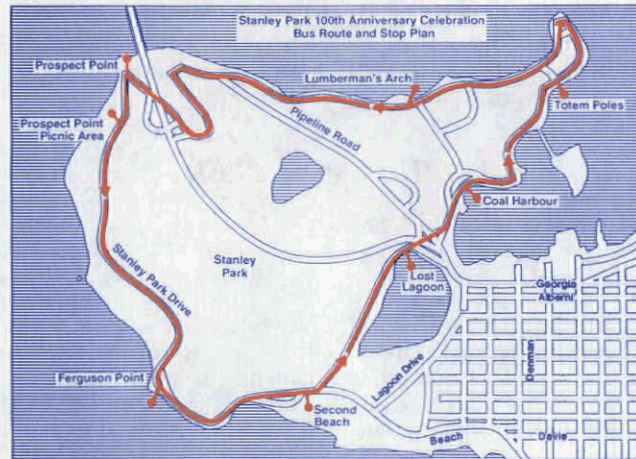 Stanley Park 100th Anniversary Celebration
Bus Route and Stop Plan
Prospect Point
Lumberman's Arch
Prospect Point
Picnic Area
Pipeline Road
Totem Poles
Coal Harbour
Stanley Park Drive
Stanley
Park
Lost
Lagoon
Georgia
Alberni
Ferguson Point
Second
Beach
Lagoon Drive
Denman
Beach
Davie